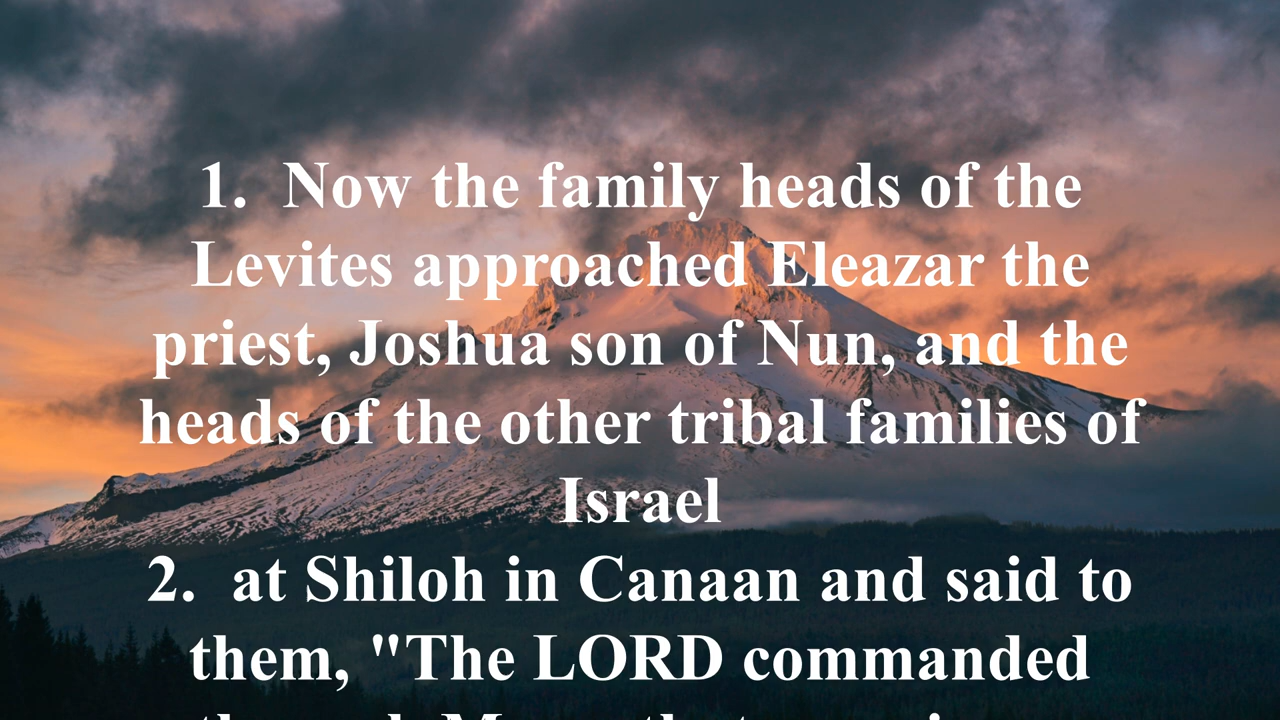 1.  Now the family heads of the
Levites approached Eleazar the
priest, Joshua son of Nun, and the
heads of the other tribal families of
Israel
2.  at Shiloh in Canaan and said to
them, "The LORD commanded